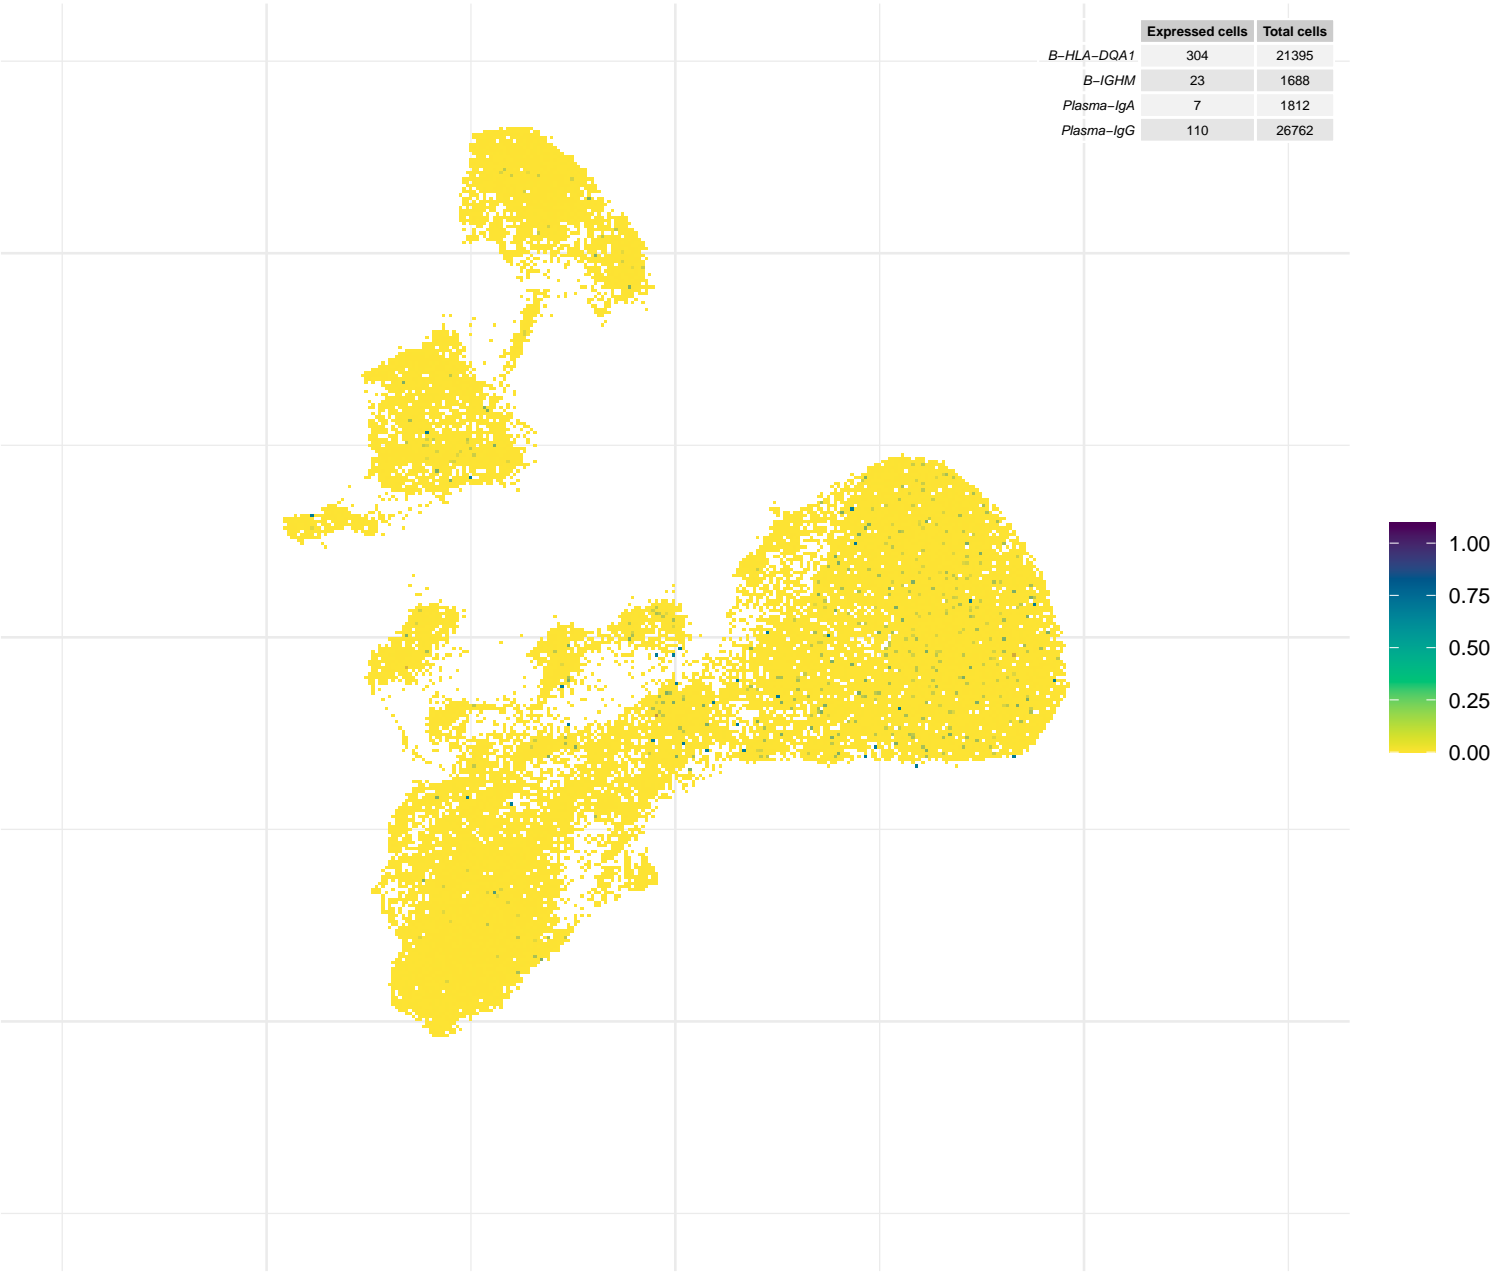 Expressed cells Total cells
B−HLA−DQA1 304 21395
B−IGHM 23 1688
Plasma−IgA 7 1812
Plasma−IgG 110 26762
1.00
0.75
0.50
0.25
0.00